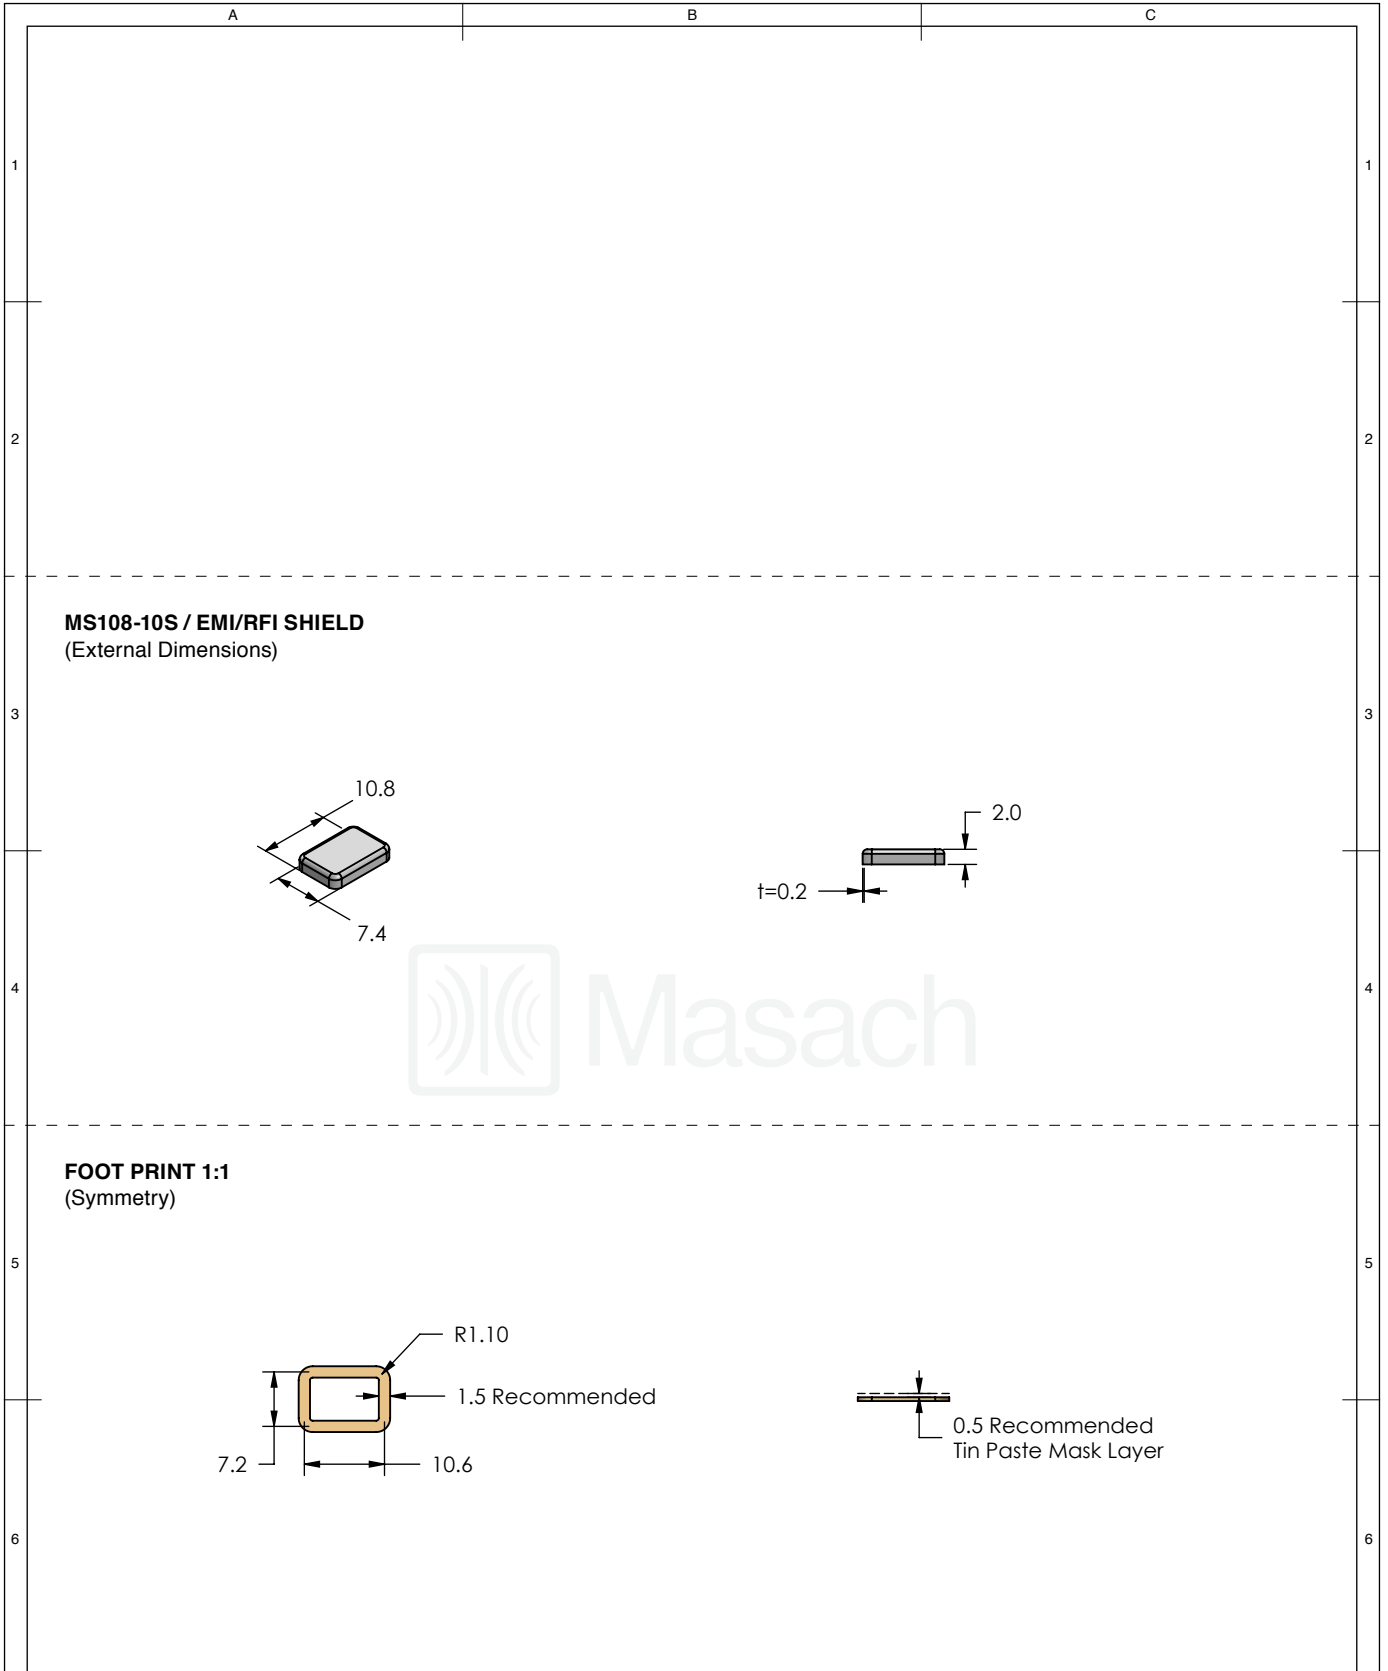 A B C
1 1
2 2
MS108-10S / EMI/RFI SHIELD
(External Dimensions)
3 3
10.8
2.0
t=0.2
7.4
4 4
Masach
FOOT PRINT 1:1
(Symmetry)
5 5
R1.10
1.5 Recommended
0.5 Recommended
Tin Paste Mask Layer
7.2 10.6
6 6